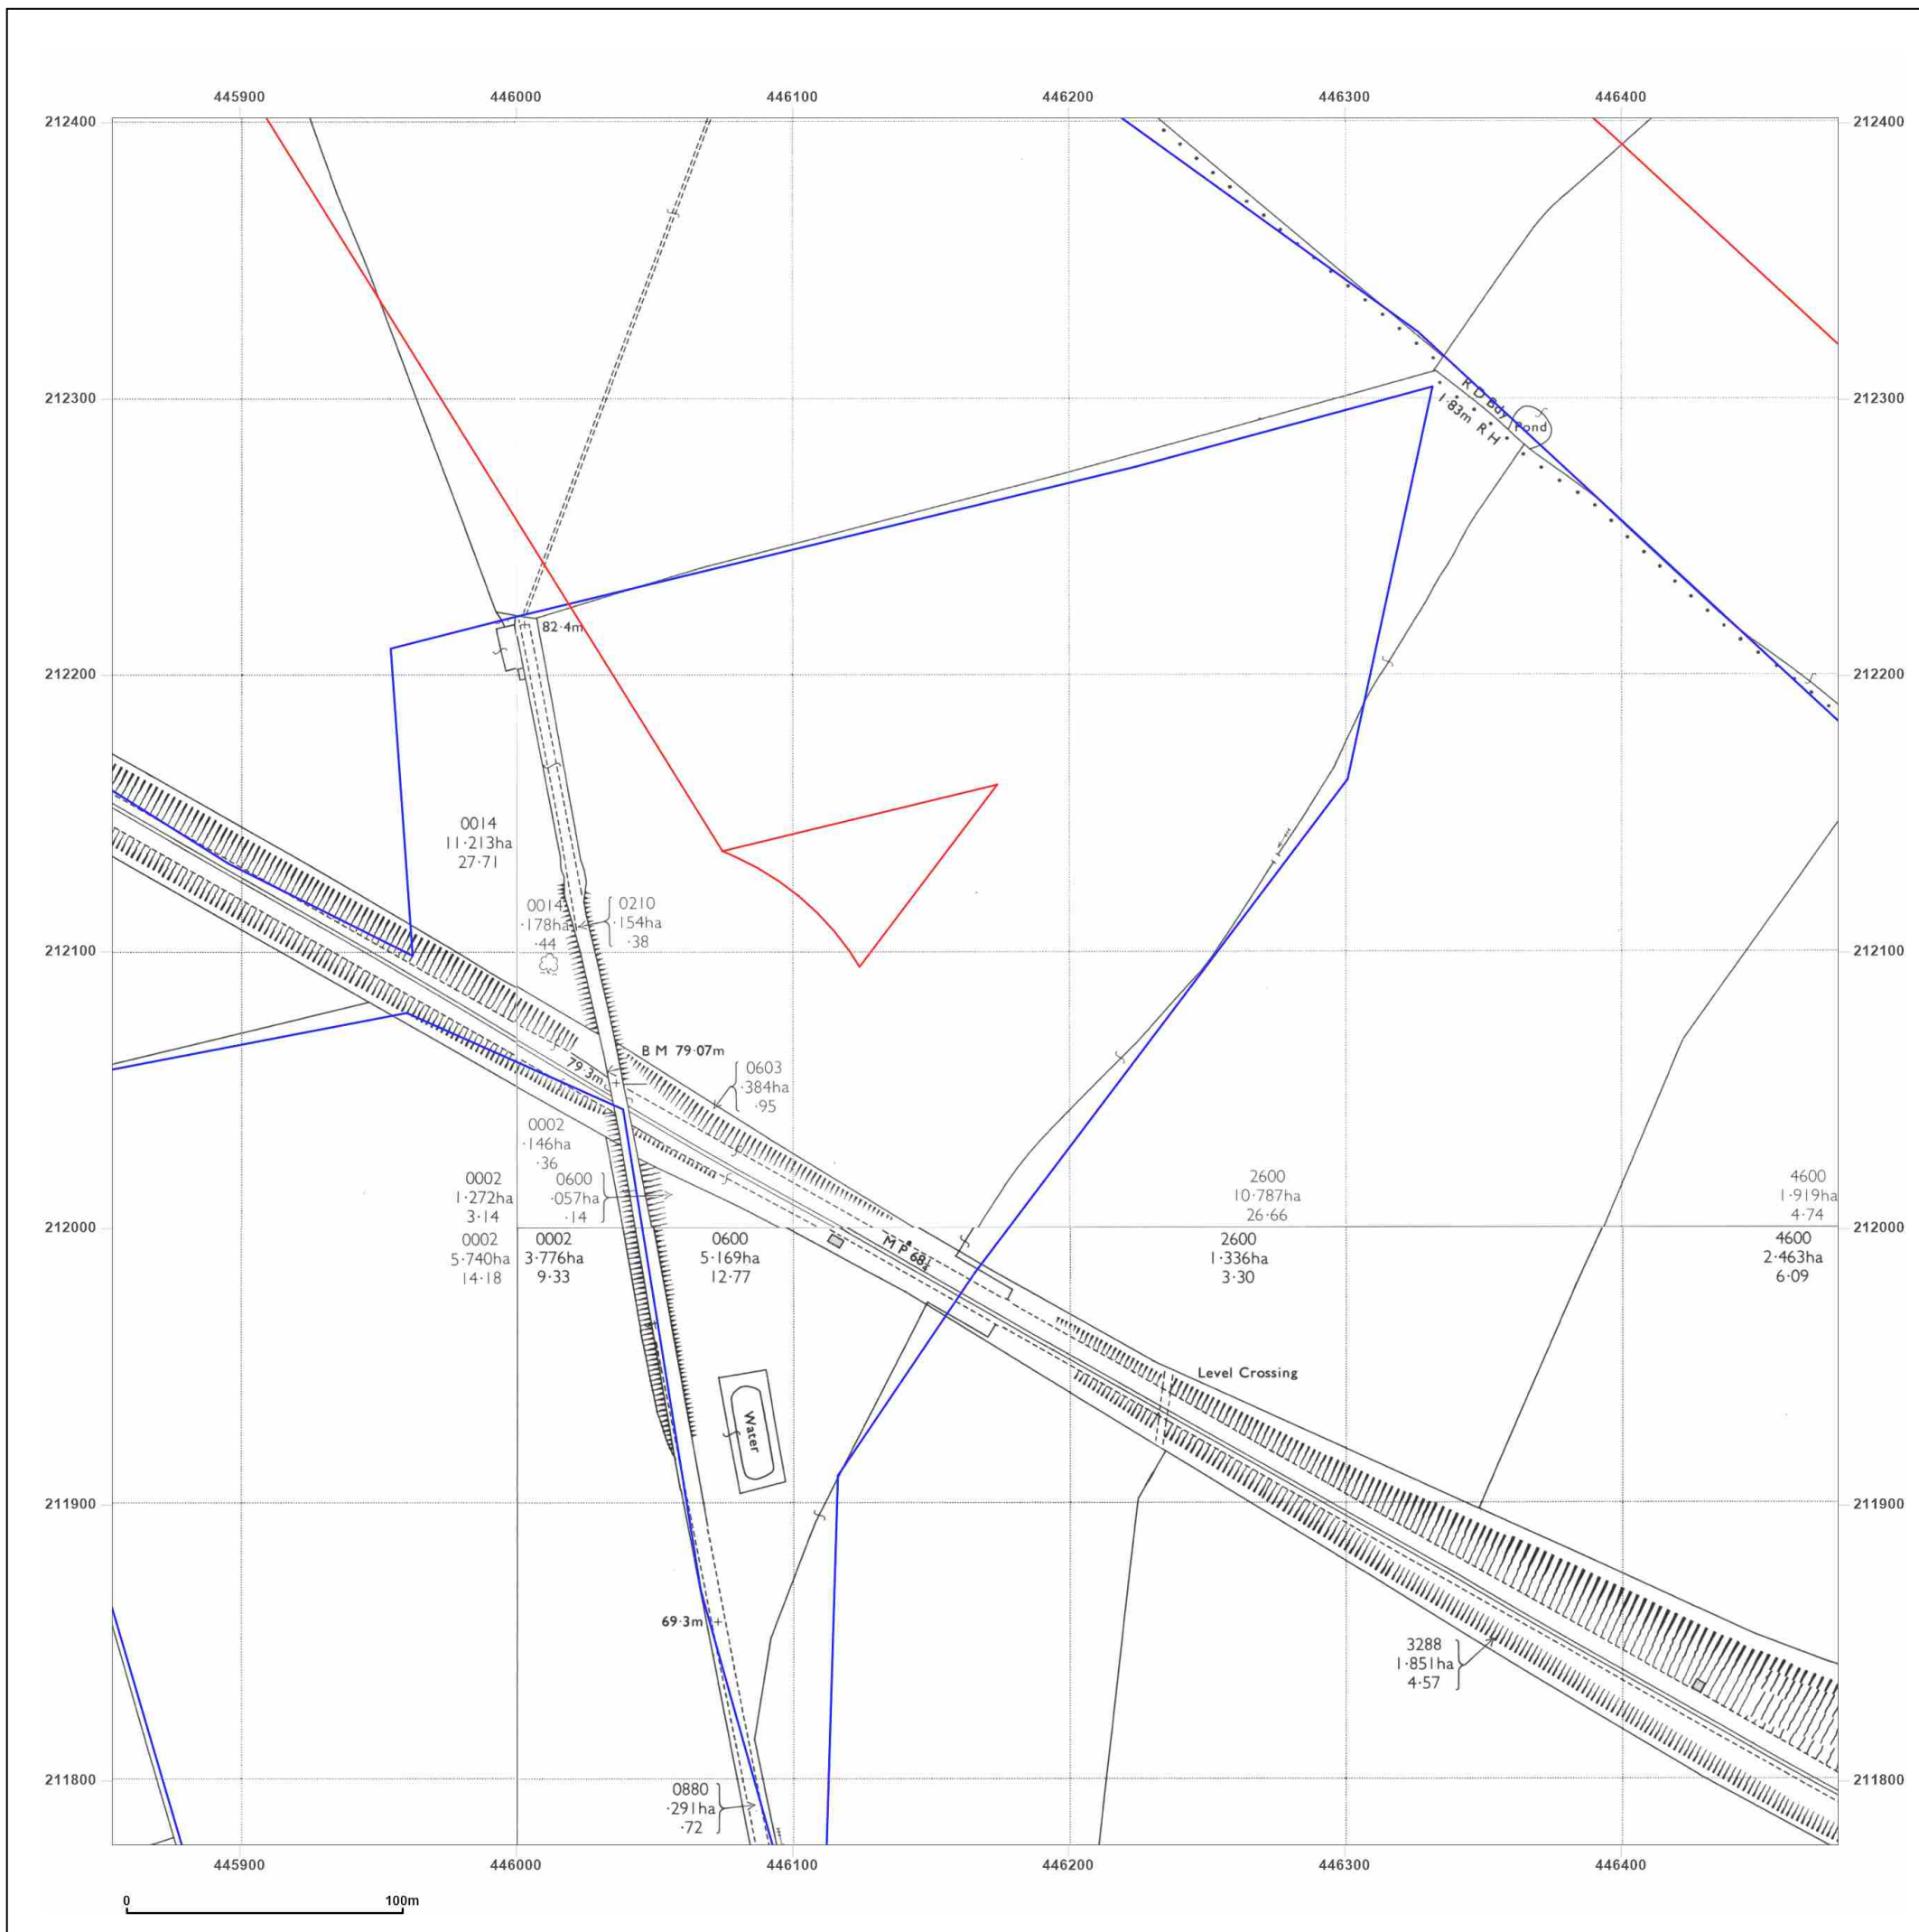 445900 446000 446100 446200 446300 446400
212400 212400
R D Bdy
1·83m R H
Pond
212300 212300
82·4m
212200 212200
0014
11·213ha
27·71
0014
·178ha
·44
0210
·154ha
·38
212100 212100
B M 79·07m
79·3m
0603
·384ha
·95
0002
·146ha
·36
0002
1·272ha
3·14
0600
·057ha
·14
2600
10·787ha
26·66
4600
1·919ha
4·74
212000 212000
0002
5·740ha
14·18
0002
3·776ha
9·33
0600
5·169ha
12·77
M P 68¼
2600
1·336ha
3·30
4600
2·463ha
6·09
Level Crossing
Water
211900 211900
69·3m
3288
1·851ha
4·57
211800 211800
0880
·291ha
·72
445900 446000 446100 446200 446300 446400
0 100m